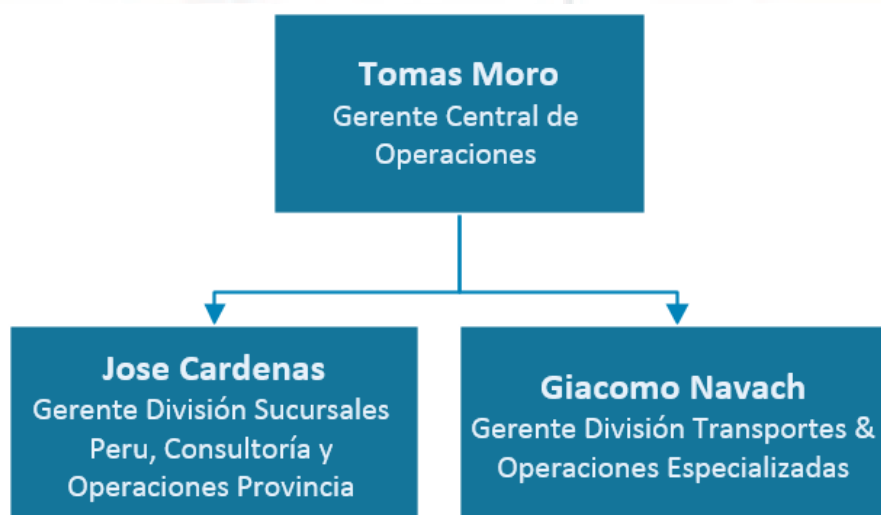 Tomas Moro
Gerente Central de
Operaciones
Jose Cardenas
Gerente División Sucursales
Peru, Consultoría y
Operaciones Provincia
Giacomo Navach
Gerente División Transportes &
Operaciones Especializadas